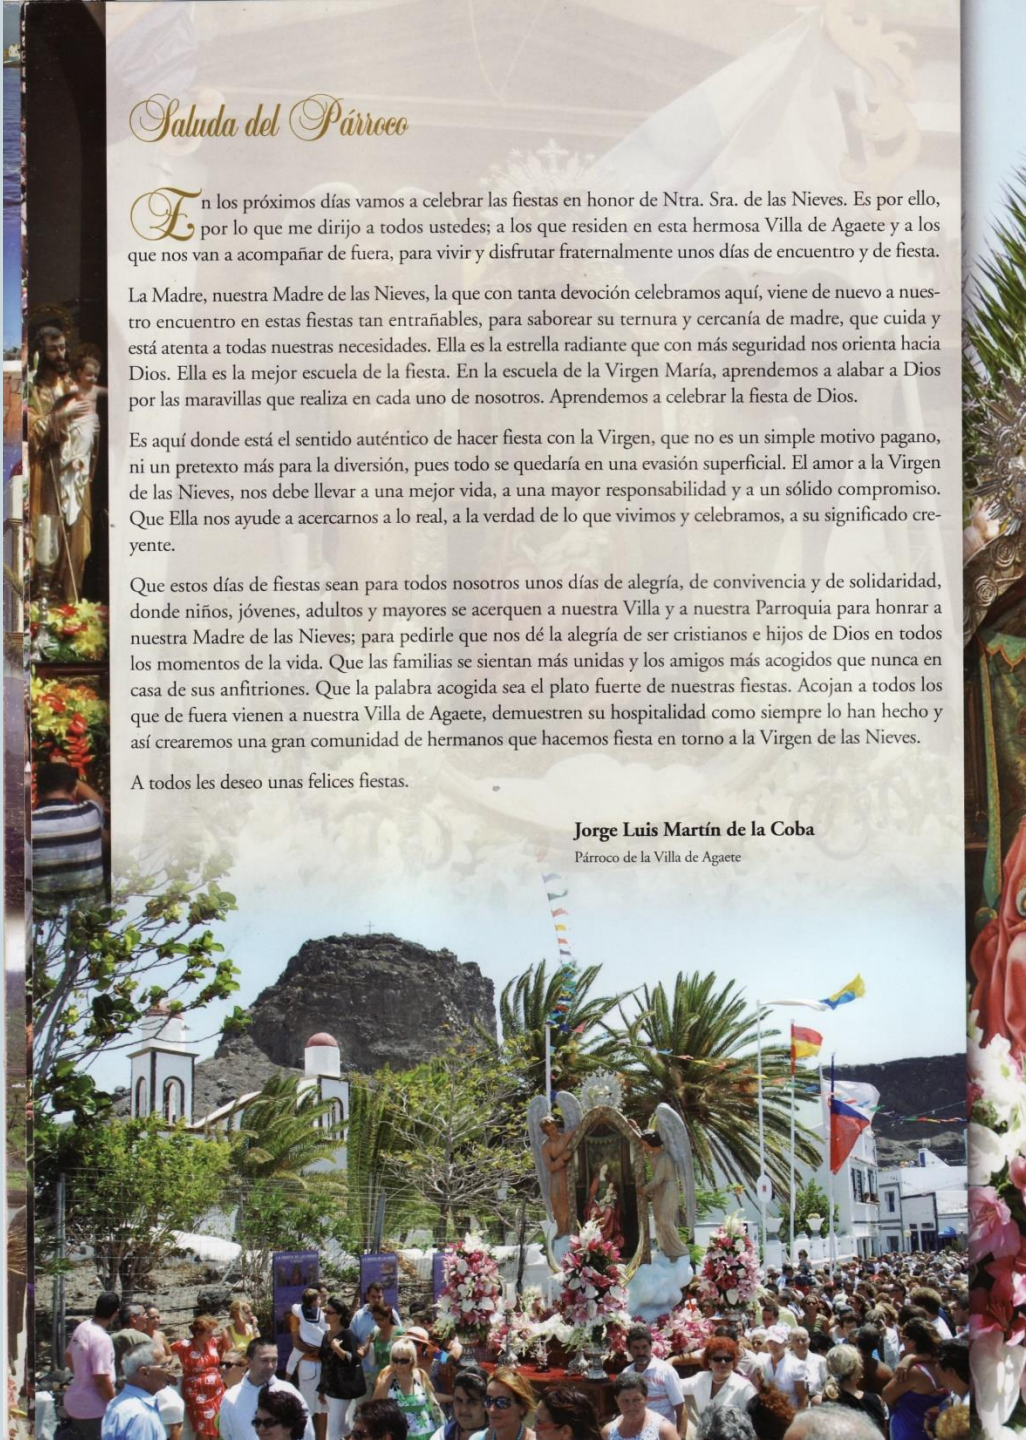 Saluda del Párroco
En los próximos días vamos a celebrar las fiestas en honor de Ntra. Sra. de las Nieves. Es por ello,
por lo que me dirijo a todos ustedes; a los que residen en esta hermosa Villa de Agaete y a los
que nos van a acompañar de fuera, para vivir y disfrutar fraternalmente unos días de encuentro y de fiesta.
La Madre, nuestra Madre de las Nieves, la que con tanta devoción celebramos aquí, viene de nuevo a nues-
tro encuentro en estas fiestas tan entrañables, para saborear su ternura y cercanía de madre, que cuida y
está atenta a todas nuestras necesidades. Ella es la estrella radiante que con más seguridad nos orienta hacia
Dios. Ella es la mejor escuela de la fiesta. En la escuela de la Virgen María, aprendemos a alabar a Dios
por las maravillas que realiza en cada uno de nosotros. Aprendemos a celebrar la fiesta de Dios.
Es aquí donde está el sentido auténtico de hacer fiesta con la Virgen, que no es un simple motivo pagano,
ni un pretexto más para la diversión, pues todo se quedaría en una evasión superficial. El amor a la Virgen
de las Nieves, nos debe llevar a una mejor vida, a una mayor responsabilidad y a un sólido compromiso.
Que Ella nos ayude a acercarnos a lo real, a la verdad de lo que vivimos y celebramos, a su significado cre-
yente.
Que estos días de fiestas sean para todos nosotros unos días de alegría, de convivencia y de solidaridad,
donde niños, jóvenes, adultos y mayores se acerquen a nuestra Villa y a nuestra Parroquia para honrar a
nuestra Madre de las Nieves; para pedirle que nos dé la alegría de ser cristianos e hijos de Dios en todos
los momentos de la vida. Que las familias se sientan más unidas y los amigos más acogidos que nunca en
casa de sus anfitriones. Que la palabra acogida sea el plato fuerte de nuestras fiestas. Acojan a todos los
que de fuera vienen a nuestra Villa de Agaete, demuestren su hospitalidad como siempre lo han hecho y
así crearemos una gran comunidad de hermanos que hacemos fiesta en torno a la Virgen de las Nieves.
A todos les deseo unas felices fiestas.
Jorge Luis Martín de la Coba
Párroco de la Villa de Agaete